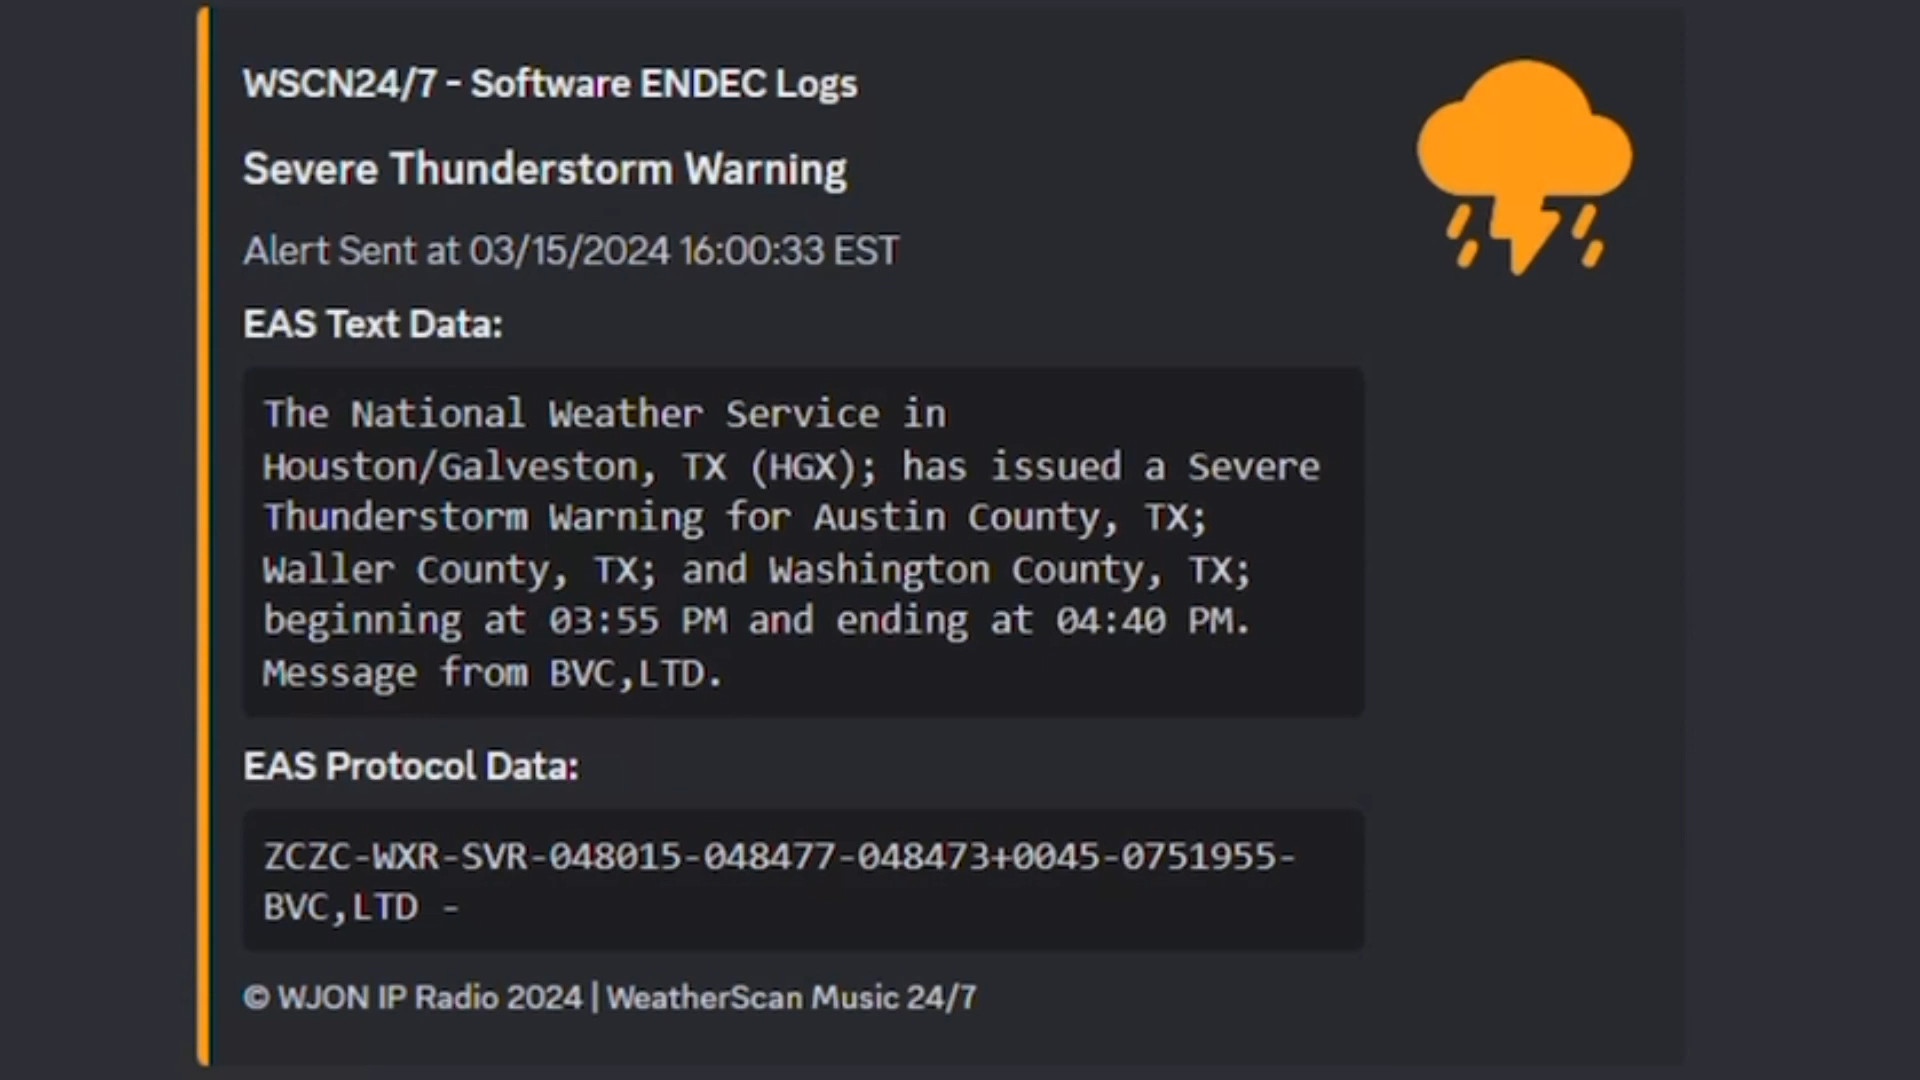 WSCN24/7 - Software ENDEC Logs
Severe Thunderstorm Warning
Alert Sent at 03/15/2024 16:00:33 EST
EAS Text Data:
The National Weather Service in
Houston/Galveston, TX (HGX); has issued a Severe
Thunderstorm Warning for Austin County, TX;
Waller County, TX; and Washington County, TX;
beginning at 03:55 PM and ending at 04:40 PM.
Message from BVC,LTD.
EAS Protocol Data:
ZCZC-WXR-SVR-048015-048477-048473+0045-0751955-
BVC,LTD -
© WJON IP Radio 2024 | WeatherScan Music 24/7